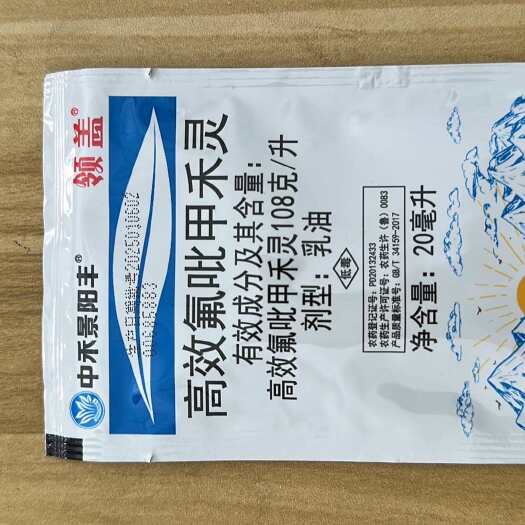 中禾景阳丰®
领盖®
生产日期批号2025010602
高效氟吡甲禾灵
有效成分及其含量：
高效氟吡甲禾灵108克/升
剂型：乳油
低毒
农药登记证号：PD20132433
农药生产许可证号：农药生许（鲁）0083
产品质量标准号：GB/T 34159-2017
净含量：20毫升